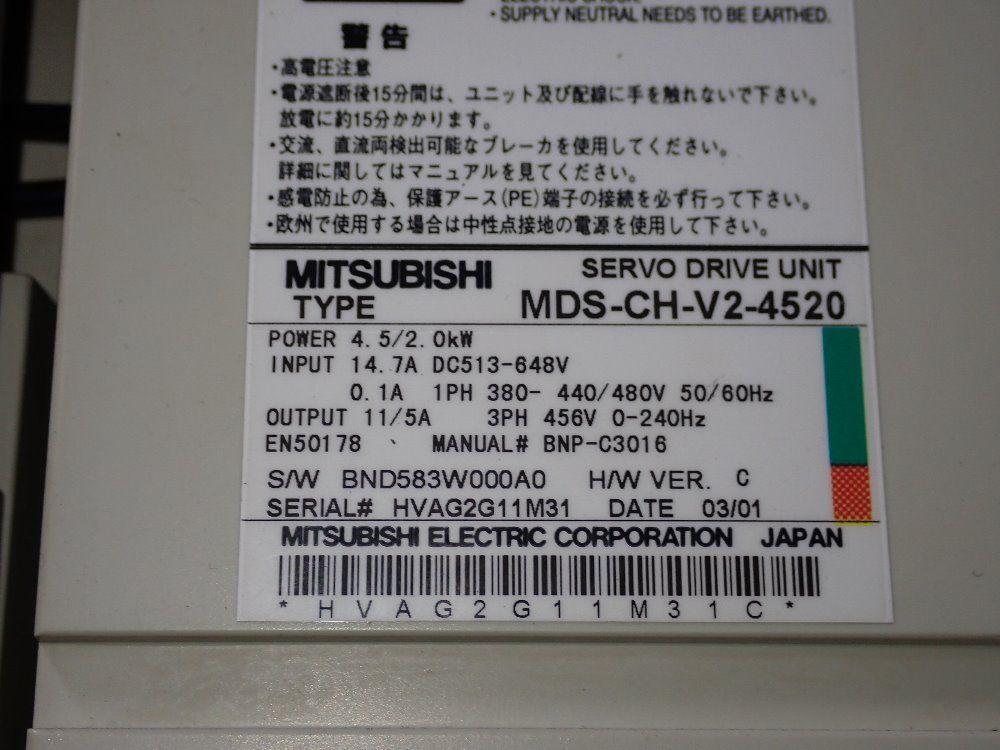 ELECTRIC SHOCK.
・SUPPLY NEUTRAL NEEDS TO BE EARTHED.
警告
・高電圧注意
・電源遮断後15分間は、ユニット及び配線に手を触れないで下さい。
放電に約15分かかります。
・交流、直流両検出可能なブレーカを使用してください。
詳細に関してはマニュアルを見てください。
・感電防止の為、保護アース(PE)端子の接続を必ず行って下さい。
・欧州で使用する場合は中性点接地の電源を使用して下さい。
MITSUBISHI SERVO DRIVE UNIT
TYPE MDS-CH-V2-4520
POWER 4.5/2.0kW
INPUT 14.7A DC513-648V
0.1A 1PH 380- 440/480V 50/60Hz
OUTPUT 11/5A 3PH 456V 0-240Hz
EN50178 、 MANUAL# BNP-C3016
S/W BND583W000A0 H/W VER. C
SERIAL# HVAG2G11M31 DATE 03/01
MITSUBISHI ELECTRIC CORPORATION JAPAN
*HVAG2G11M31C*